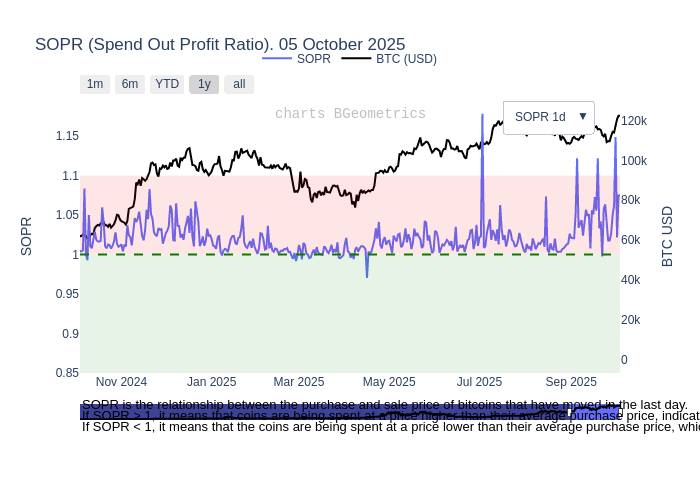 SOPR (Spend Out Profit Ratio). 05 October 2025
SOPR BTC (USD)
1m 6m YTD 1y all
charts BGeometrics
SOPR 1d ▼
1.15
1.1
1.05
1
0.95
0.9
0.85
SOPR
120k
100k
80k
60k
40k
20k
0
BTC USD
Nov 2024 Jan 2025 Mar 2025 May 2025 Jul 2025 Sep 2025
SOPR is the relationship between the purchase and sale price of bitcoins that have moved in the last day.
If SOPR > 1, it means that coins are being spent at a price higher than their average purchase price, indicat
If SOPR < 1, it means that the coins are being spent at a price lower than their average purchase price, whi